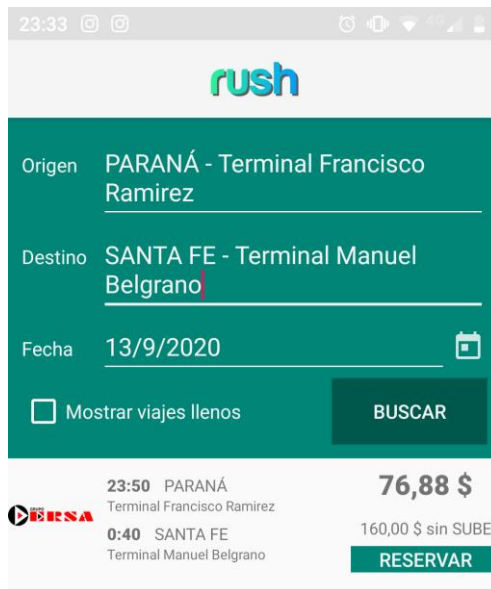 23:33
4G
rush
Origen
PARANÁ - Terminal Francisco
Ramirez
Destino
SANTA FE - Terminal Manuel
Belgrano
Fecha
13/9/2020
Mostrar viajes llenos
BUSCAR
GRUPO
ERSA
23:50 PARANÁ
Terminal Francisco Ramirez
0:40 SANTA FE
Terminal Manuel Belgrano
76,88 $
160,00 $ sin SUBE
RESERVAR